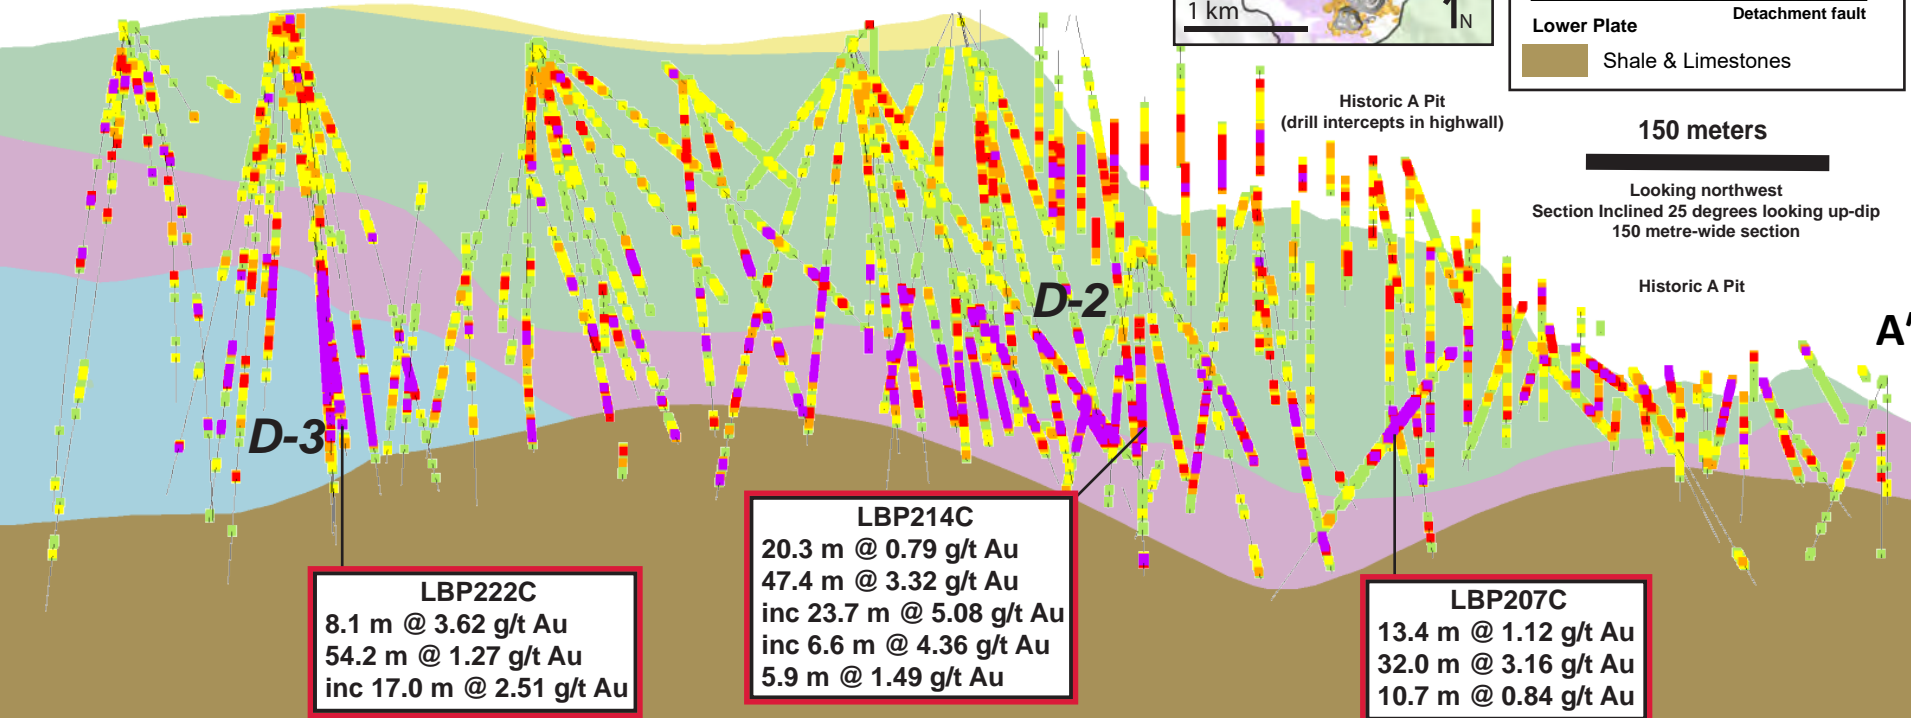 1 km
N
Detachment fault
Lower Plate
Shale & Limestones
Historic A Pit
(drill intercepts in highwall)
150 meters
Looking northwest
Section Inclined 25 degrees looking up-dip
150 metre-wide section
Historic A Pit
A'
D-2
D-3
LBP222C
8.1 m @ 3.62 g/t Au
54.2 m @ 1.27 g/t Au
inc 17.0 m @ 2.51 g/t Au
LBP214C
20.3 m @ 0.79 g/t Au
47.4 m @ 3.32 g/t Au
inc 23.7 m @ 5.08 g/t Au
inc 6.6 m @ 4.36 g/t Au
5.9 m @ 1.49 g/t Au
LBP207C
13.4 m @ 1.12 g/t Au
32.0 m @ 3.16 g/t Au
10.7 m @ 0.84 g/t Au